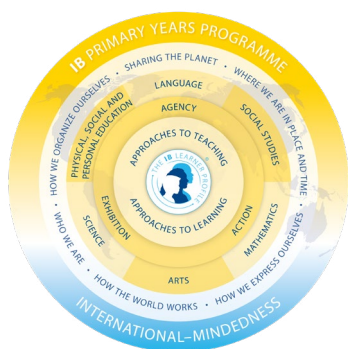 IB PRIMARY YEARS PROGRAMME
SHARING THE PLANET
WHERE WE ARE IN PLACE AND TIME
HOW WE EXPRESS OURSELVES
HOW THE WORLD WORKS
WHO WE ARE
HOW WE ORGANIZE OURSELVES
LANGUAGE
SOCIAL STUDIES
MATHEMATICS
ARTS
SCIENCE
PHYSICAL, SOCIAL AND
PERSONAL EDUCATION
AGENCY
ACTION
EXHIBITION
APPROACHES TO TEACHING
APPROACHES TO LEARNING
THE IB LEARNER PROFILE
INTERNATIONAL–MINDEDNESS